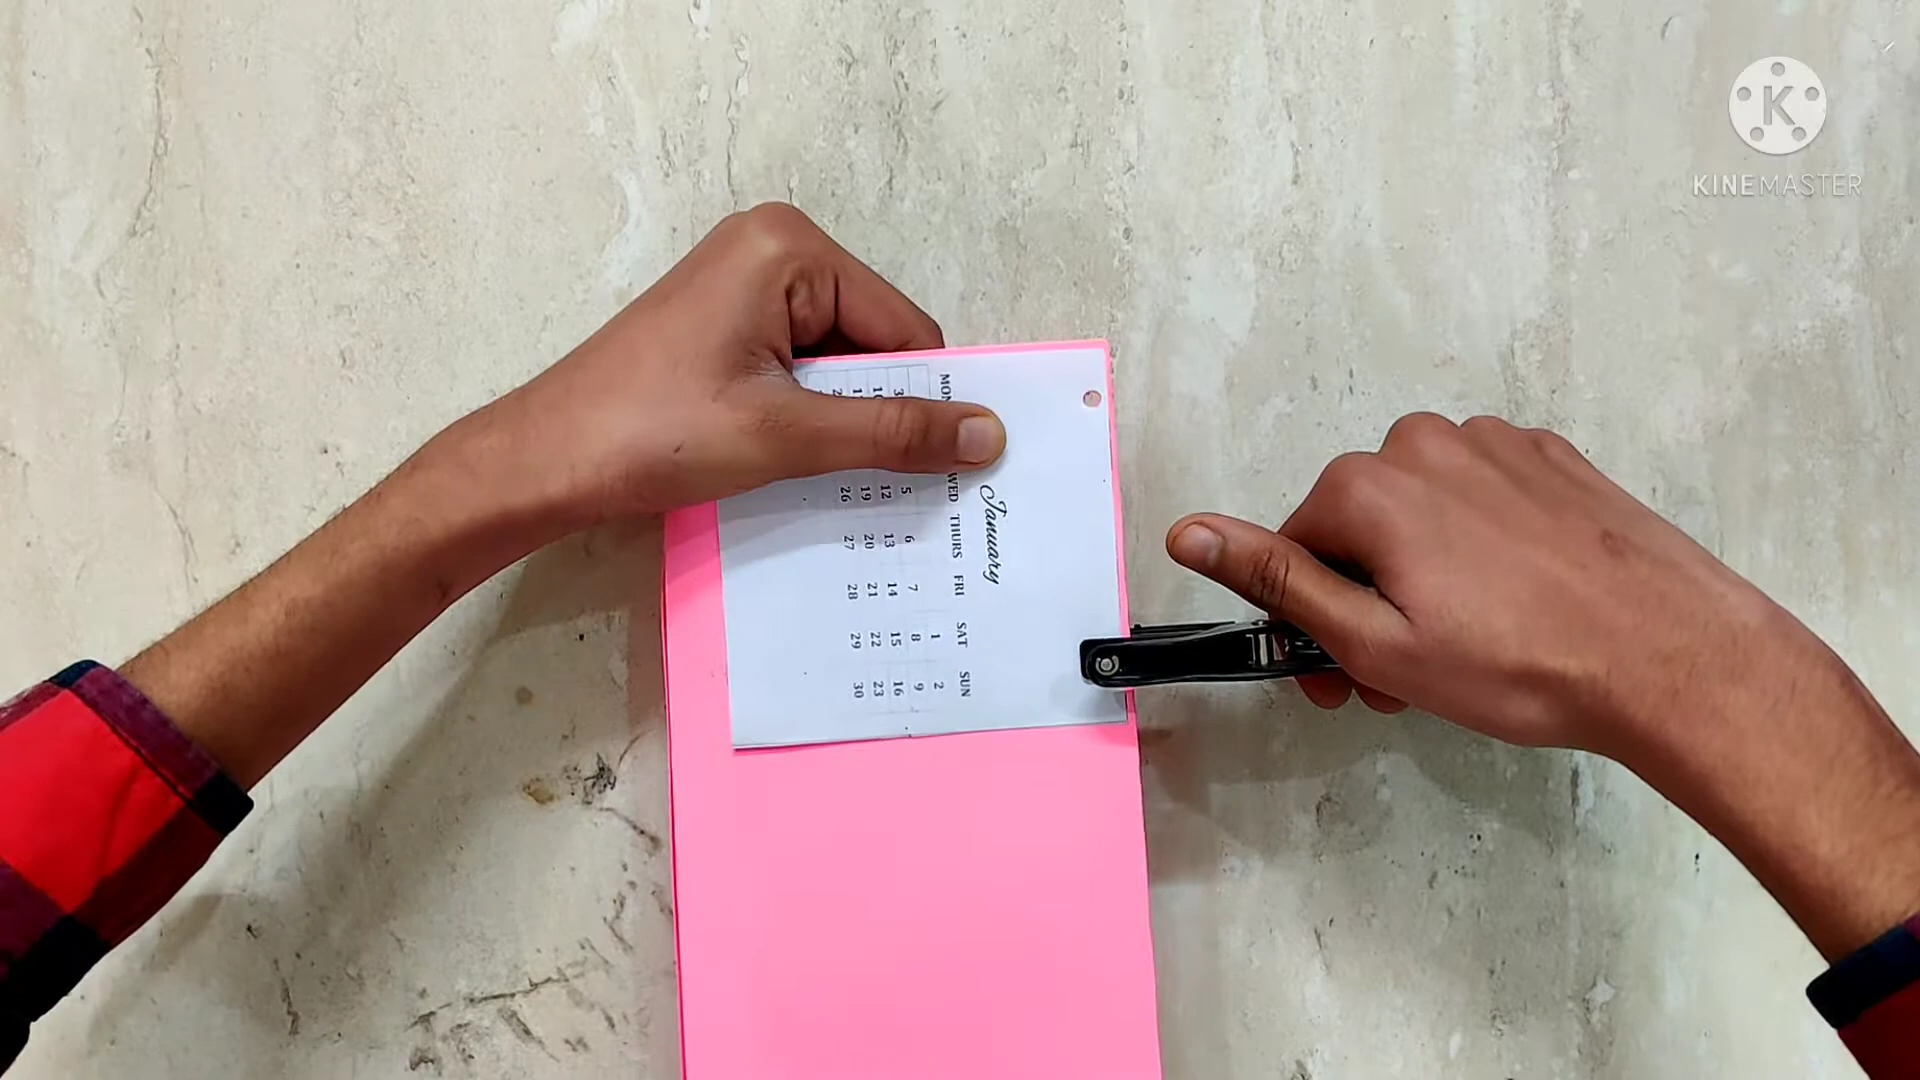 January
MON WED THURS FRI SAT SUN
1 2
3 5 6 7 8 9
12 13 14 15 16
19 20 21 22 23
26 27 28 29 30
K
KINEMASTER